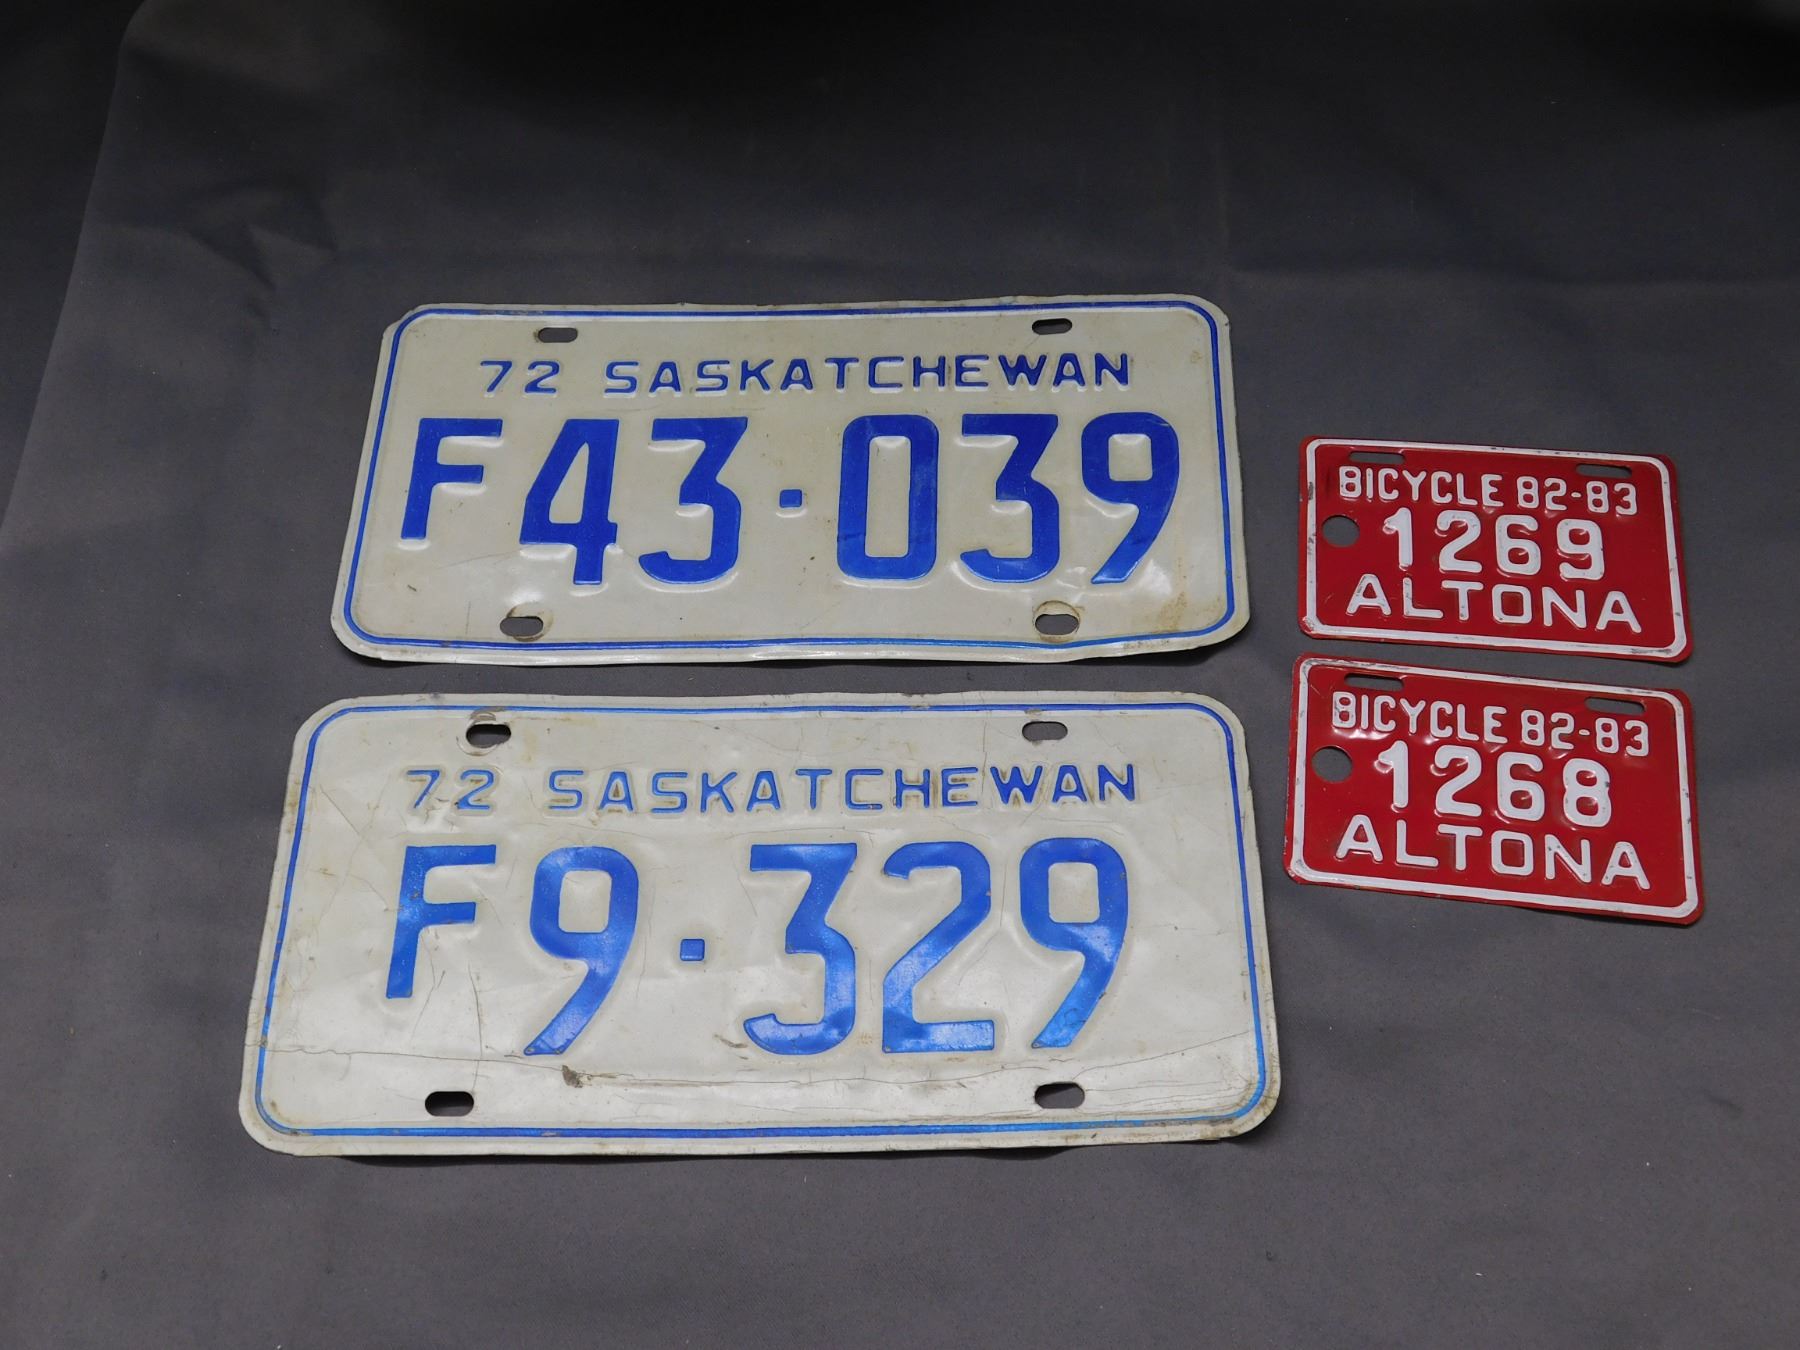 72 SASKATCHEWAN
F43·039
72 SASKATCHEWAN
F9·329
BICYCLE 82-83
1269
ALTONA
BICYCLE 82-83
1268
ALTONA